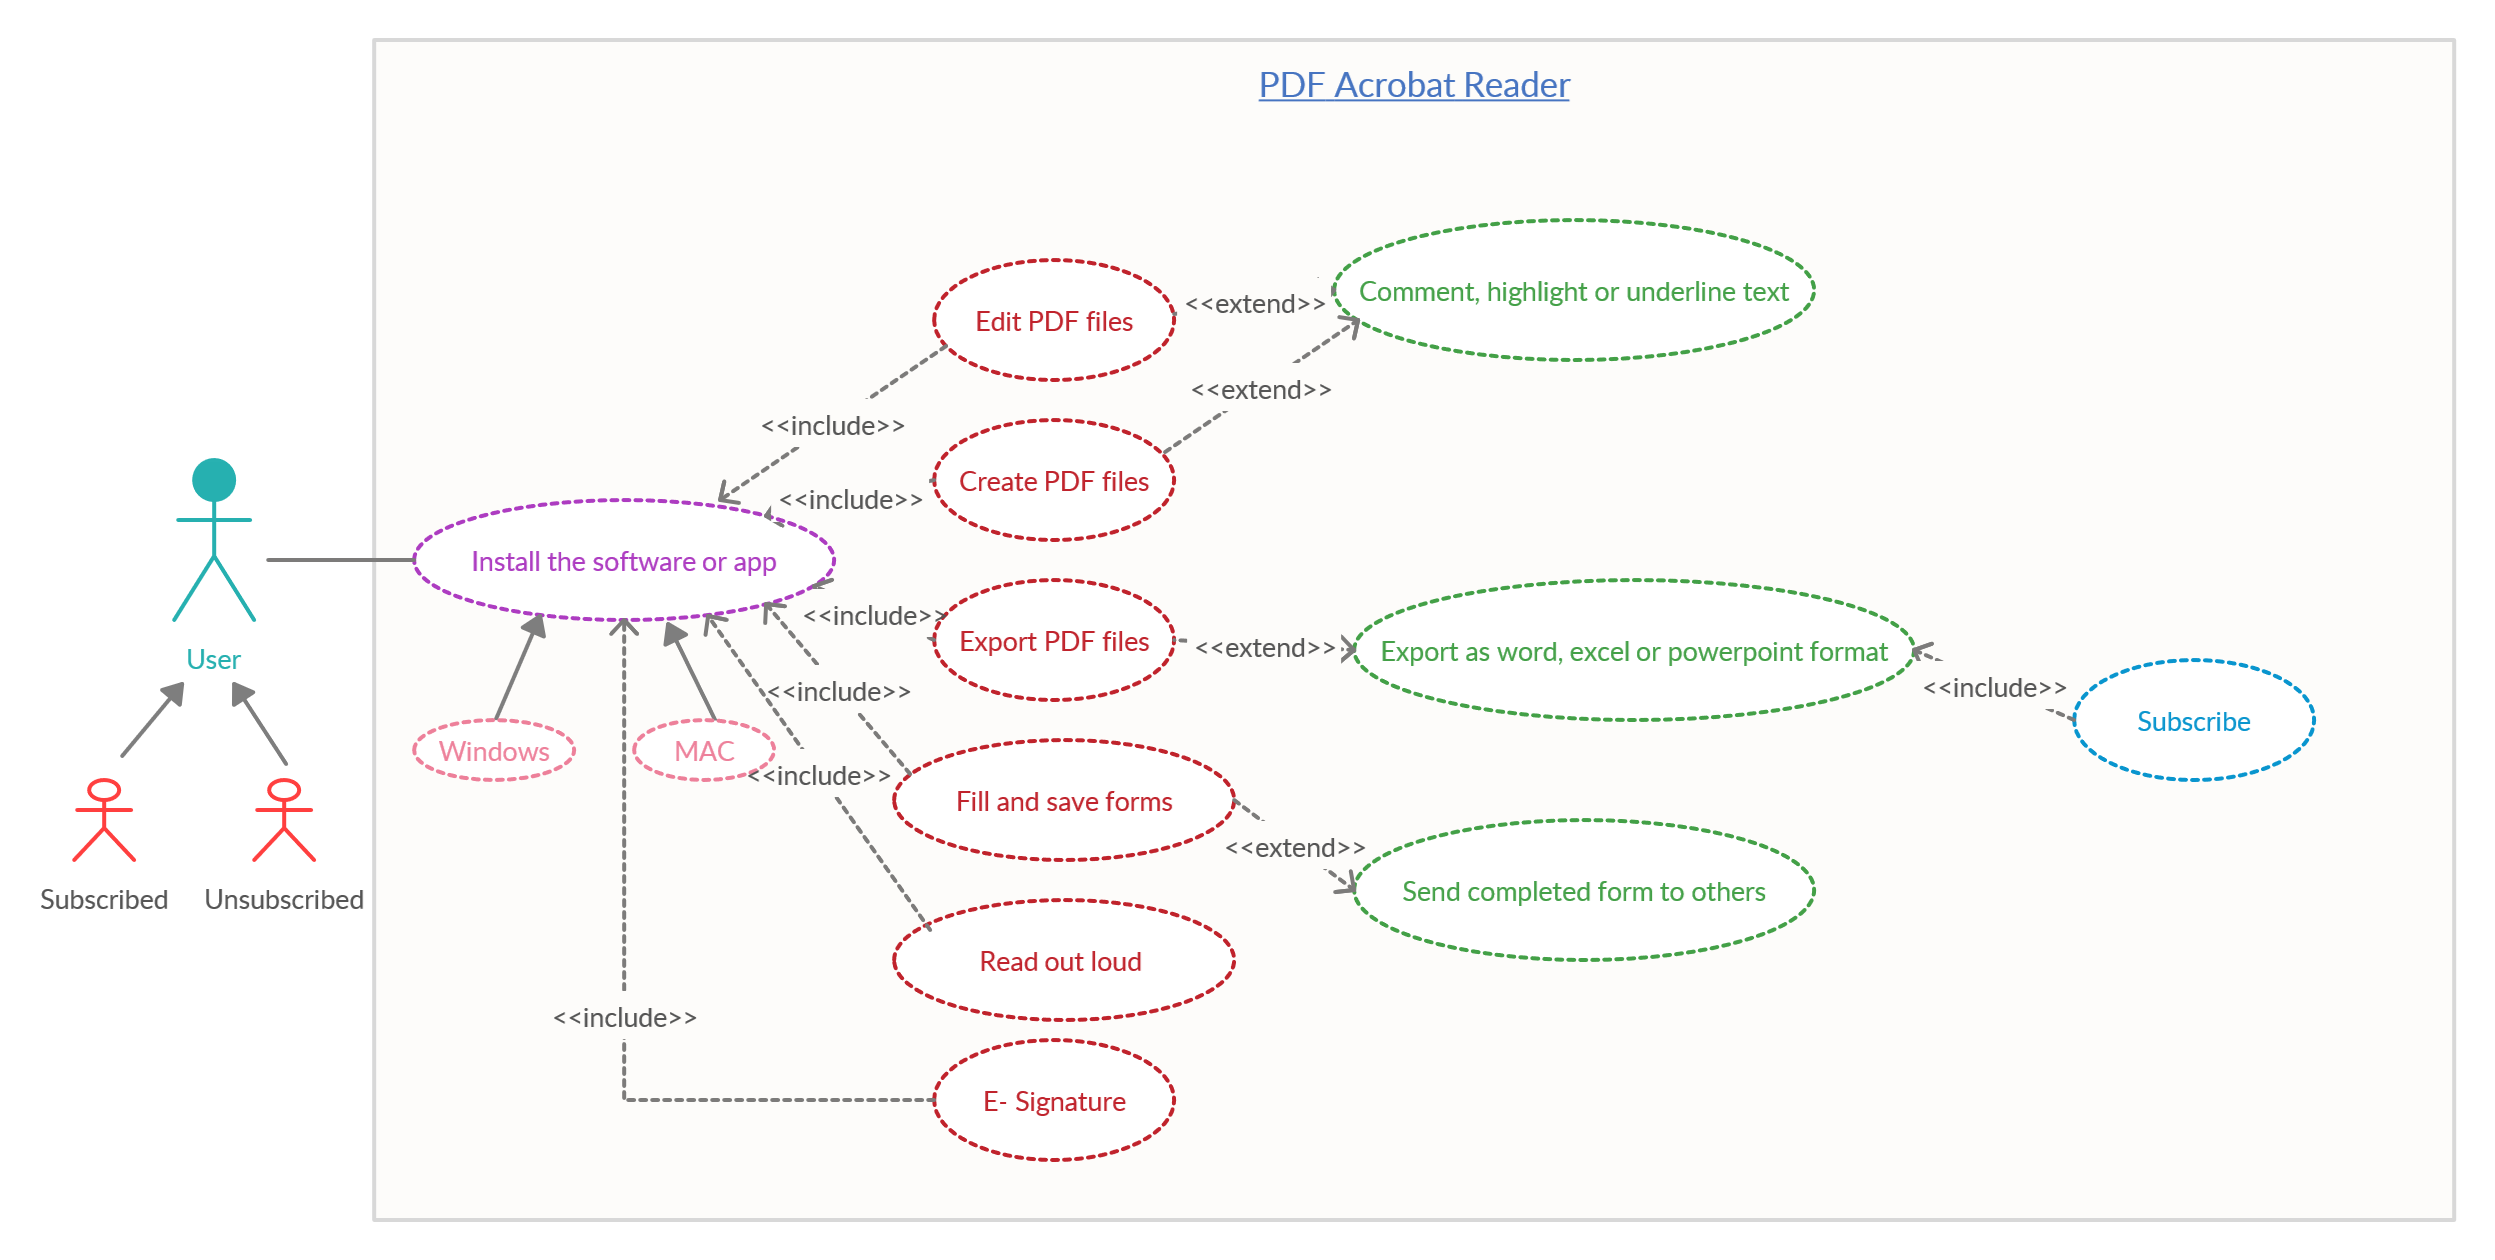 PDF Acrobat Reader
Comment, highlight or underline text
<<extend>>
Edit PDF files
<<extend>>
<<include>>
Create PDF files
<<include>>
Install the software or app
<<include>>
Export PDF files
<<extend>>
Export as word, excel or powerpoint format
<<include>>
Subscribe
User
<<include>>
Windows
MAC
<<include>>
Fill and save forms
<<extend>>
Send completed form to others
Subscribed
Unsubscribed
Read out loud
<<include>>
E- Signature